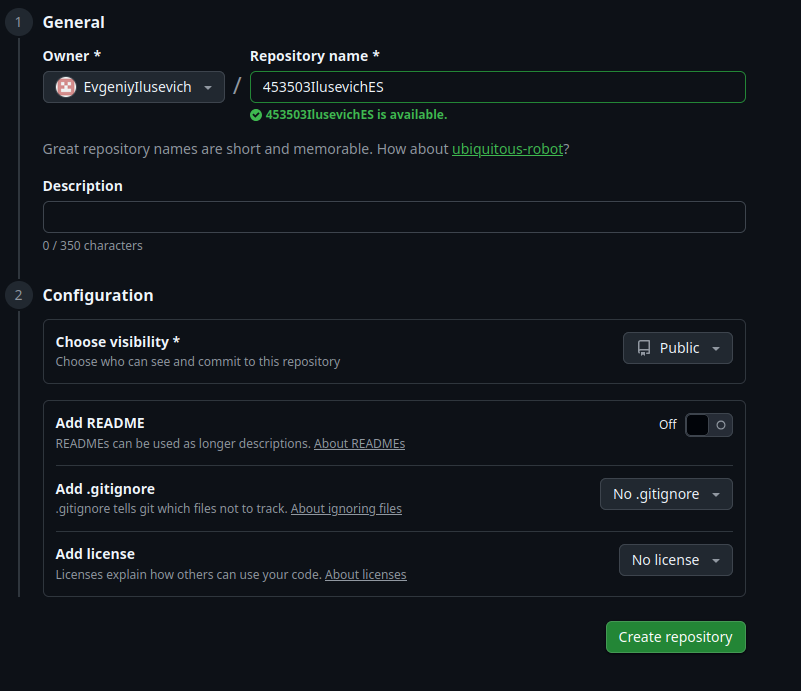 1 General
Owner * Repository name *
EvgeniyIlusevich / 453503IlusevichES
453503IlusevichES is available.
Great repository names are short and memorable. How about ubiquitous-robot?
Description
0 / 350 characters
2 Configuration
Choose visibility *
Choose who can see and commit to this repository
Public
Add README
READMEs can be used as longer descriptions. About READMEs
Off
Add .gitignore
.gitignore tells git which files not to track. About ignoring files
No .gitignore
Add license
Licenses explain how others can use your code. About licenses
No license
Create repository